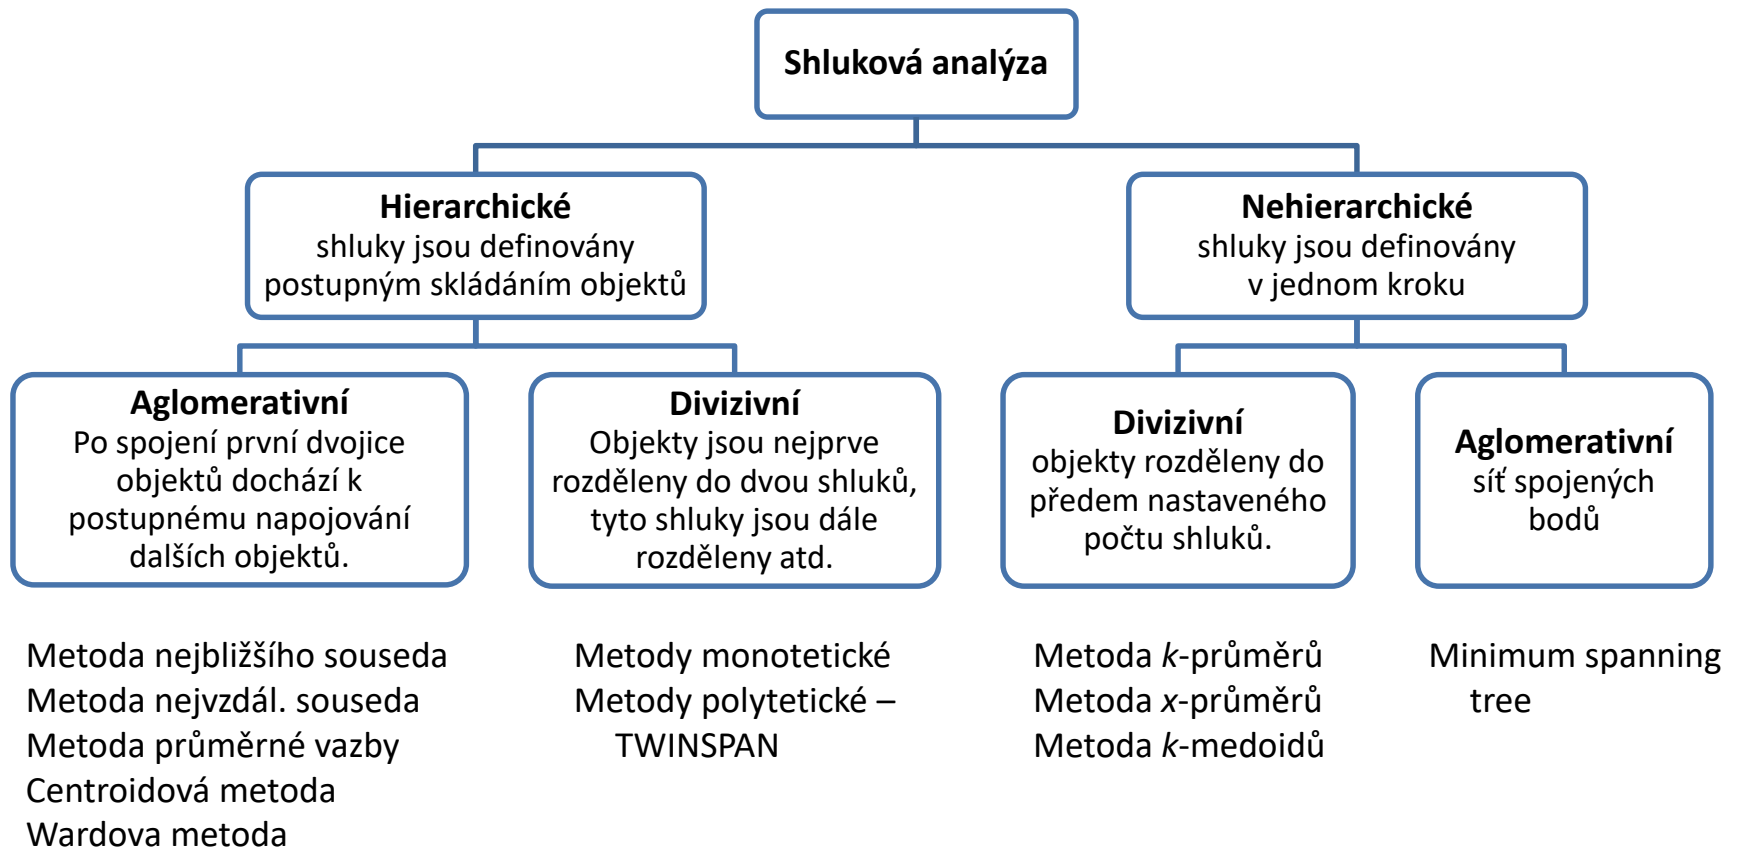 Shluková analýza
Hierarchické
shluky jsou definovány
postupným skládáním objektů
Nehierarchické
shluky jsou definovány
v jednom kroku
Aglomerativní
Po spojení první dvojice
objektů dochází k
postupnému napojování
dalších objektů.
Divizivní
Objekty jsou nejprve
rozděleny do dvou shluků,
tyto shluky jsou dále
rozděleny atd.
Divizivní
objekty rozděleny do
předem nastaveného
počtu shluků.
Aglomerativní
síť spojených
bodů
Metoda nejbližšího souseda
Metoda nejvzdál. souseda
Metoda průměrné vazby
Centroidová metoda
Wardova metoda
Metody monotetické
Metody polytetické –
TWINSPAN
Metoda k-průměrů
Metoda x-průměrů
Metoda k-medoidů
Minimum spanning
tree